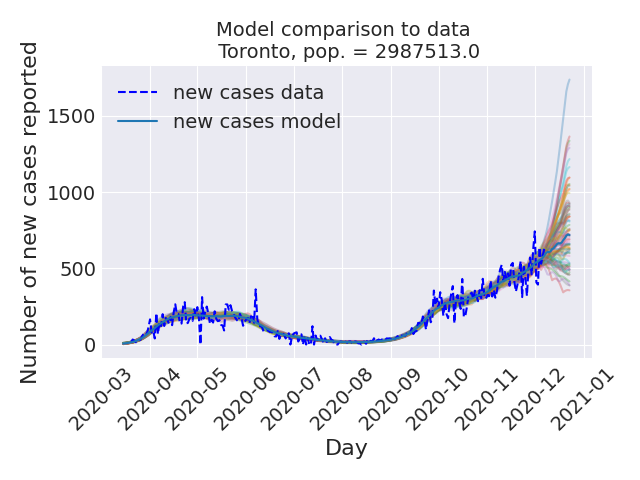 Model comparison to data
Toronto, pop. = 2987513.0
Number of new cases reported
new cases data
new cases model
1500
1000
500
0
2020-03
2020-04
2020-05
2020-06
2020-07
2020-08
2020-09
2020-10
2020-11
2020-12
2021-01
Day